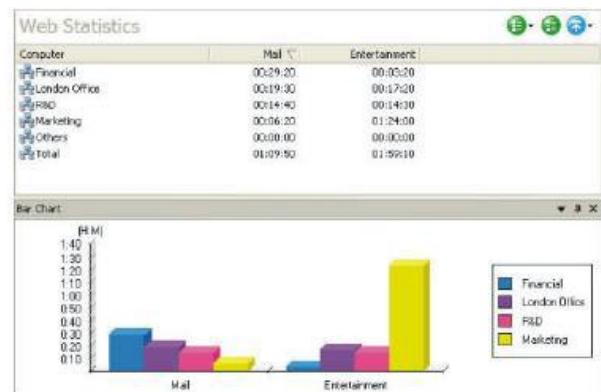 Web Statistics
Computer Mail Entertainment
Financial 00:29:20 00:03:20
London Office 00:19:30 00:17:20
R&D 00:14:40 00:14:30
Marketing 00:06:20 01:24:00
Others 00:00:00 00:00:00
Total 01:09:50 01:59:10
Bar Chart
(H:M)
1:40
1:30
1:20
1:10
1:00
0:50
0:40
0:30
0:20
0:10
Mail Entertainment
Financial
London Office
R&D
Marketing